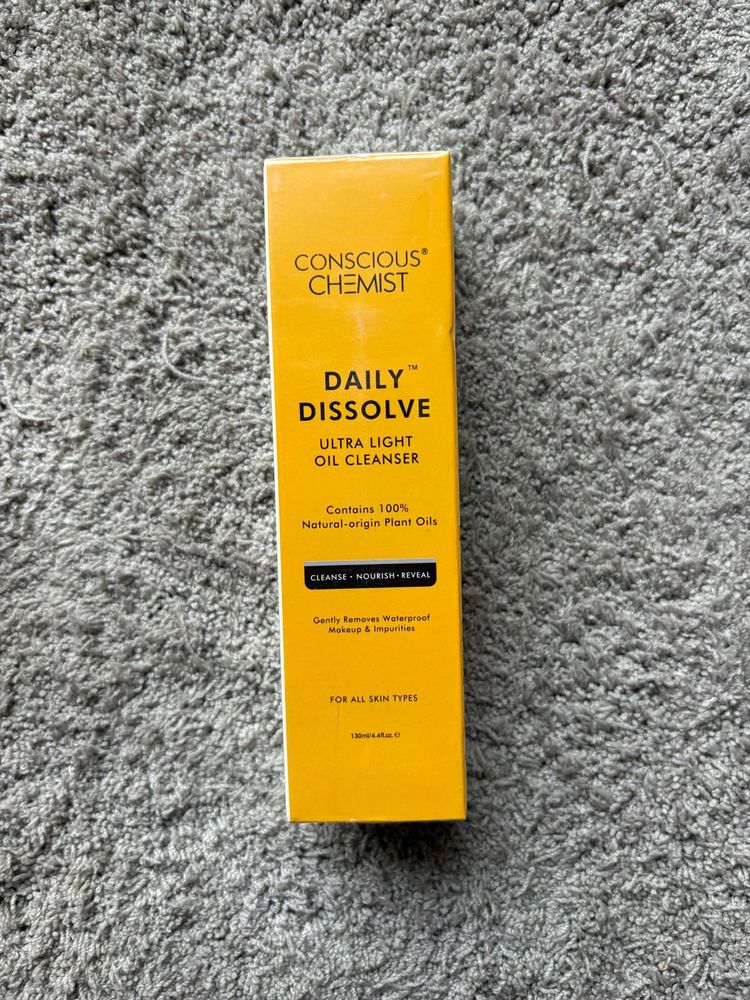 CONSCIOUS®
CHEMIST
DAILY™
DISSOLVE
ULTRA LIGHT
OIL CLEANSER
Contains 100%
Natural-origin Plant Oils
CLEANSE • NOURISH • REVEAL
Gently Removes Waterproof
Makeup & Impurities
FOR ALL SKIN TYPES
130ml/4.4fl.oz. ℮